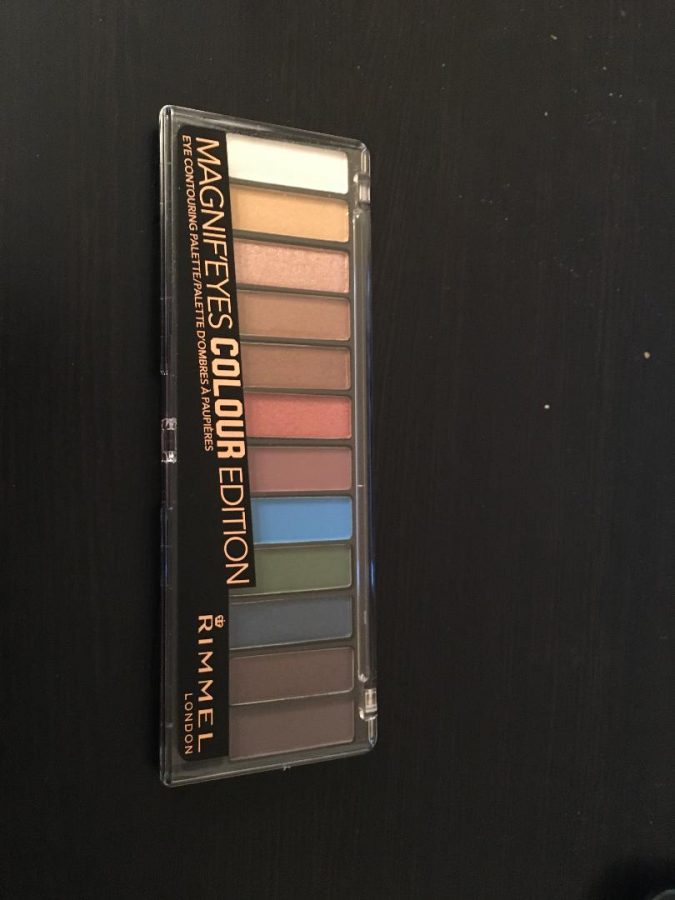 MAGNIF'EYES COLOUR EDITION
EYE CONTOURING PALETTE/PALETTE D'OMBRES À PAUPIÈRES
RIMMEL
LONDON